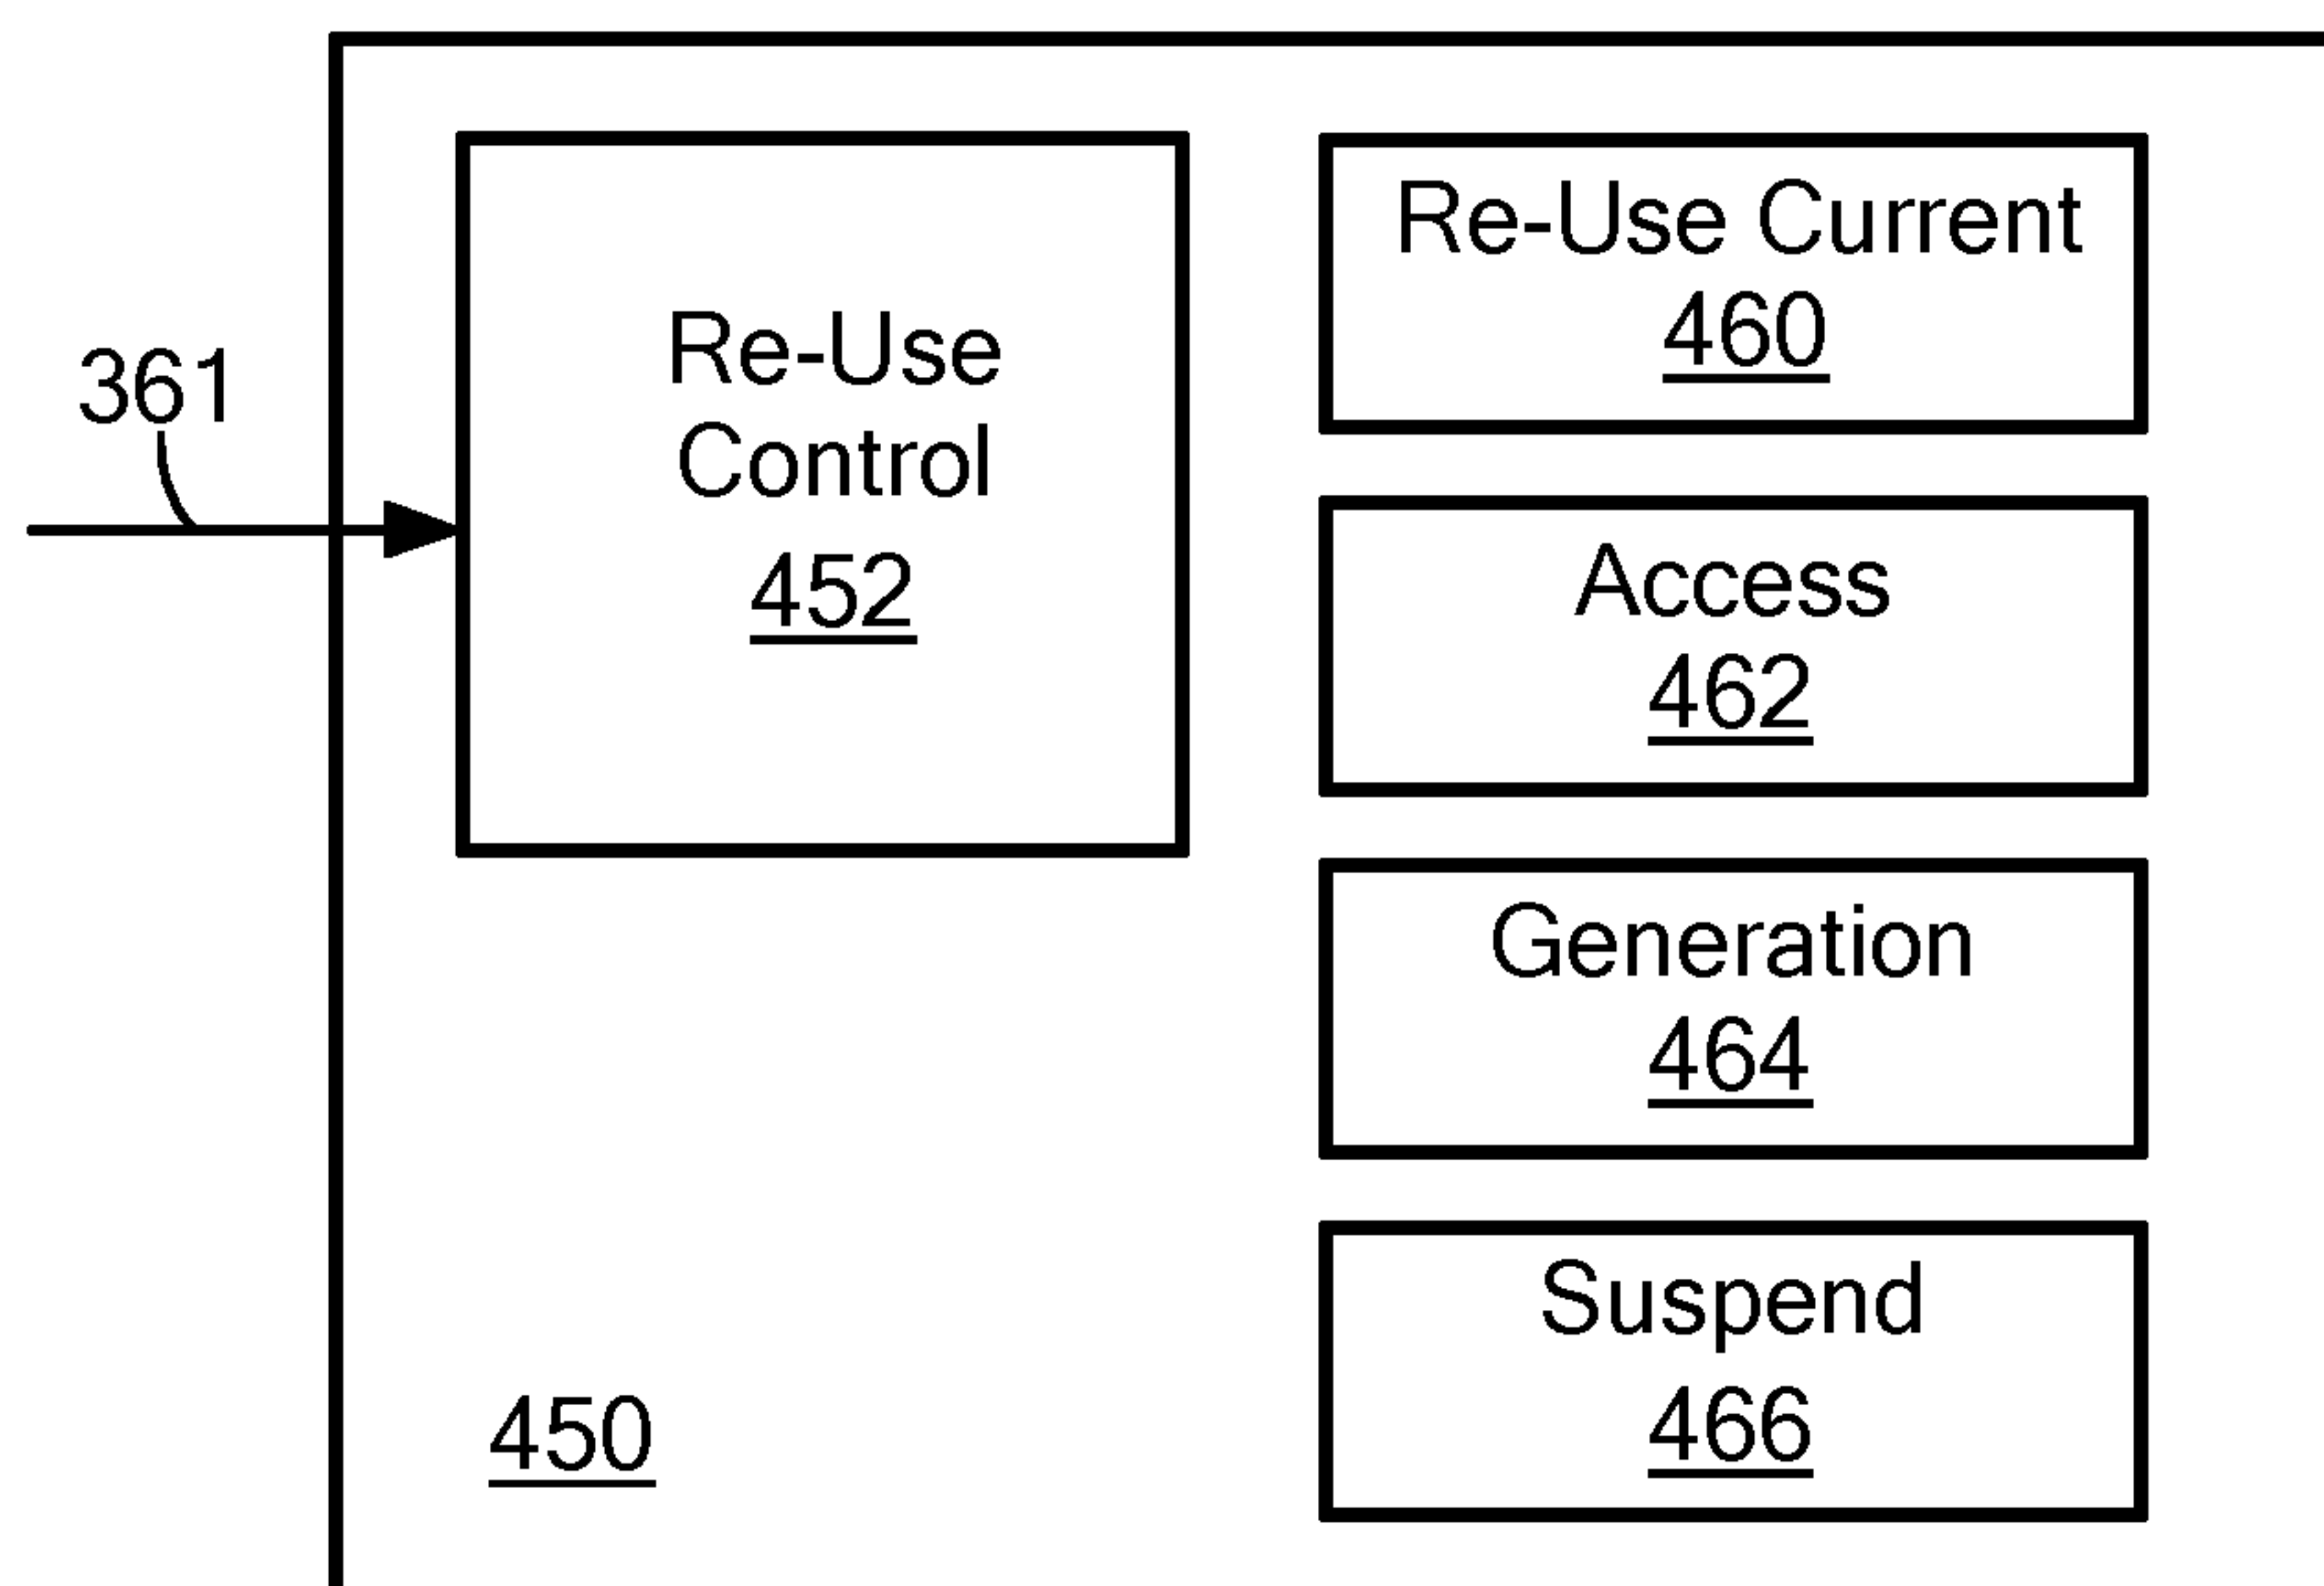 361
Re-Use
Control
452
Re-Use Current
460
Access
462
Generation
464
Suspend
466
450